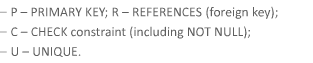 – P – PRIMARY KEY; R – REFERENCES (foreign key);
– C – CHECK constraint (including NOT NULL);
– U – UNIQUE.